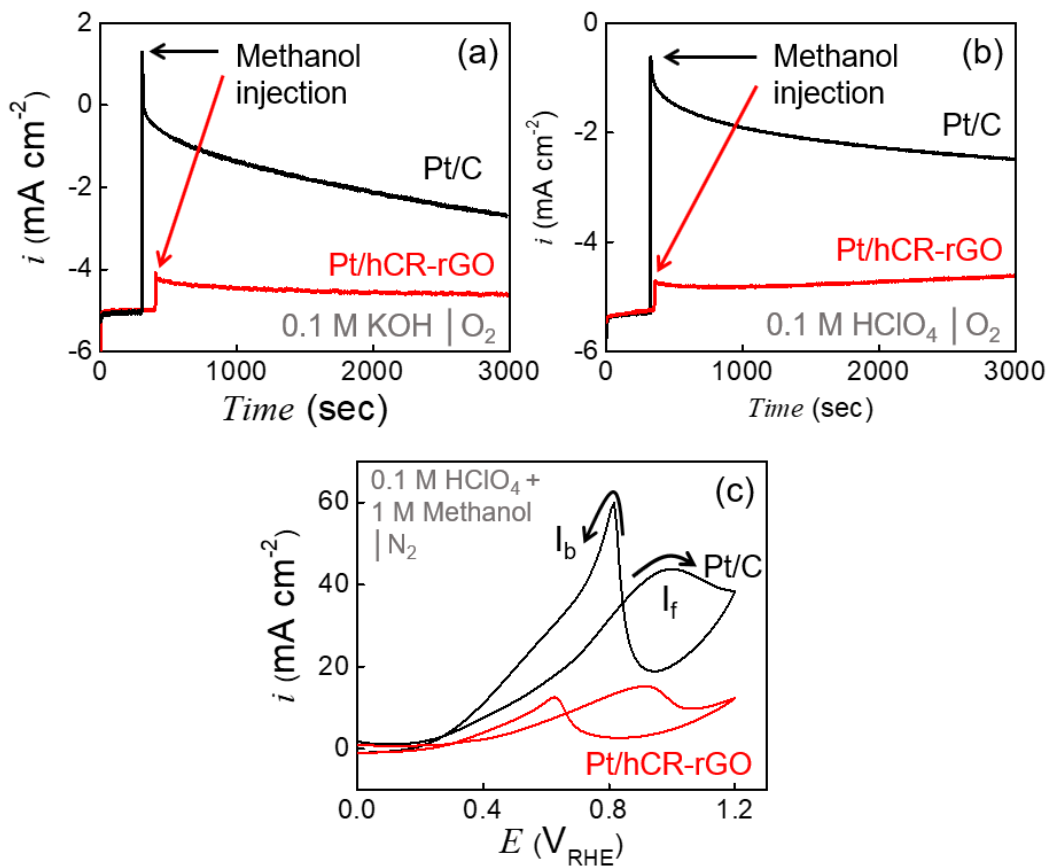 (a)
Methanol
injection
Pt/C
Pt/hCR-rGO
0.1 M KOH | O₂
2
0
-2
-4
-6
0
1000
2000
3000
i (mA cm⁻²)
Time (sec)
(b)
Methanol
injection
Pt/C
Pt/hCR-rGO
0.1 M HClO₄ | O₂
0
-2
-4
-6
0
1000
2000
3000
i (mA cm⁻²)
Time (sec)
(c)
0.1 M HClO₄ +
1 M Methanol
| N₂
I_b
I_f
Pt/C
Pt/hCR-rGO
60
40
20
0
0.0
0.4
0.8
1.2
i (mA cm⁻²)
E (V_RHE)